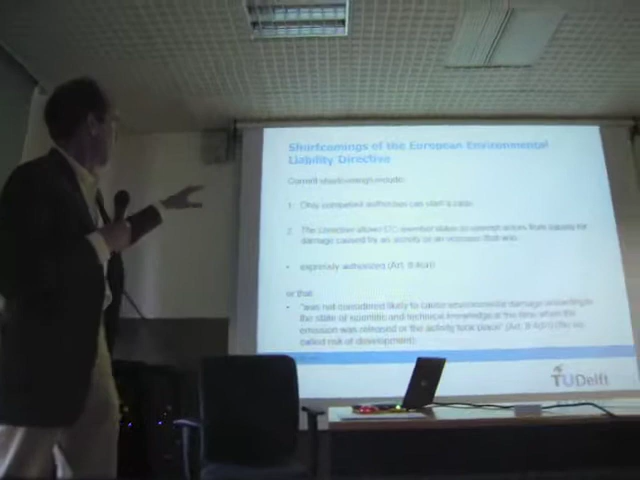 Shortcomings of the European Environmental
Liability Directive
Current shortcomings include:
1. Only competent authorities can start a case.
2. The Directive allows EC member states to exempt actors from liability for
damage caused by an activity or an emission that was:
• expressly authorized (Art. 8.4(a))
or that
• "was not considered likely to cause environmental damage according to
the state of scientific and technical knowledge at the time when the
emission was released or the activity took place" (Art. 8.4(b)) (the so
called risk of development)
TUDelft